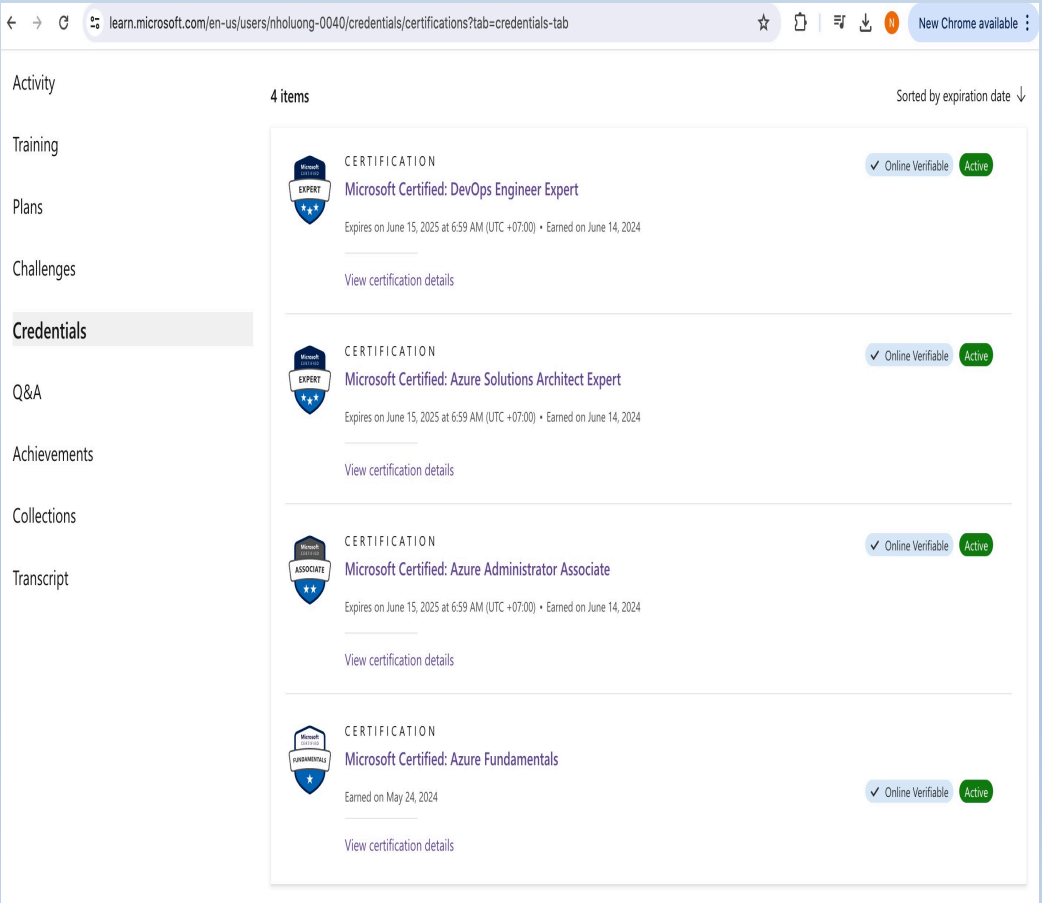 learn.microsoft.com/en-us/users/nholuong-0040/credentials/certifications?tab=credentials-tab
N
New Chrome available
Activity
Training
Plans
Challenges
Credentials
Q&A
Achievements
Collections
Transcript
4 items
Sorted by expiration date
Microsoft
CERTIFIED
EXPERT
CERTIFICATION
Online Verifiable
Active
Microsoft Certified: DevOps Engineer Expert
Expires on June 15, 2025 at 6:59 AM (UTC +07:00) • Earned on June 14, 2024
View certification details
Microsoft
CERTIFIED
EXPERT
CERTIFICATION
Online Verifiable
Active
Microsoft Certified: Azure Solutions Architect Expert
Expires on June 15, 2025 at 6:59 AM (UTC +07:00) • Earned on June 14, 2024
View certification details
Microsoft
CERTIFIED
ASSOCIATE
CERTIFICATION
Online Verifiable
Active
Microsoft Certified: Azure Administrator Associate
Expires on June 15, 2025 at 6:59 AM (UTC +07:00) • Earned on June 14, 2024
View certification details
Microsoft
CERTIFIED
FUNDAMENTALS
CERTIFICATION
Microsoft Certified: Azure Fundamentals
Earned on May 24, 2024
Online Verifiable
Active
View certification details